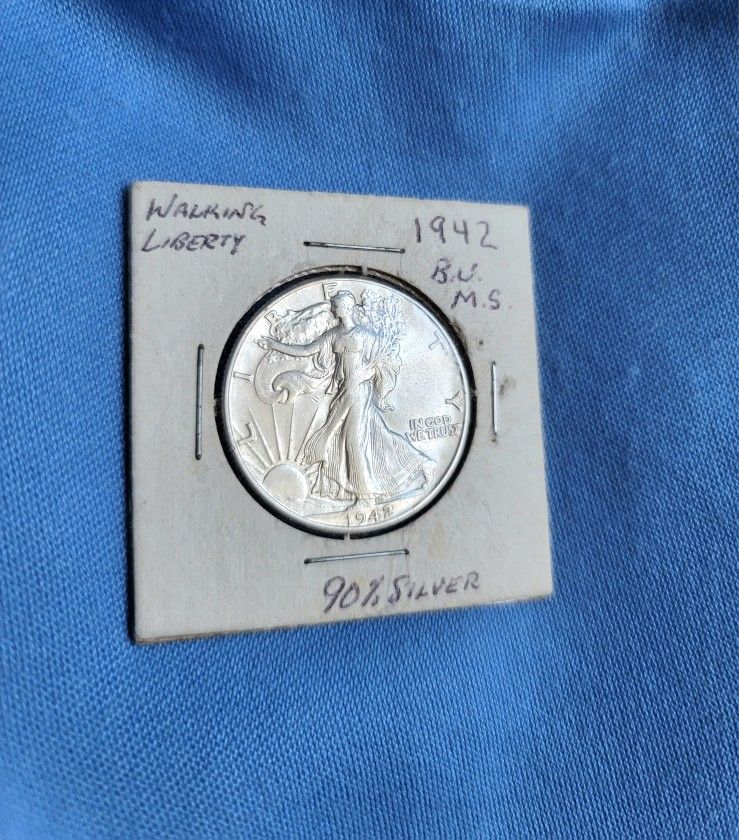 WALKING
LIBERTY
1942
B.U.
M.S.
LIBERTY
IN GOD
WE TRUST
1942
90% SILVER